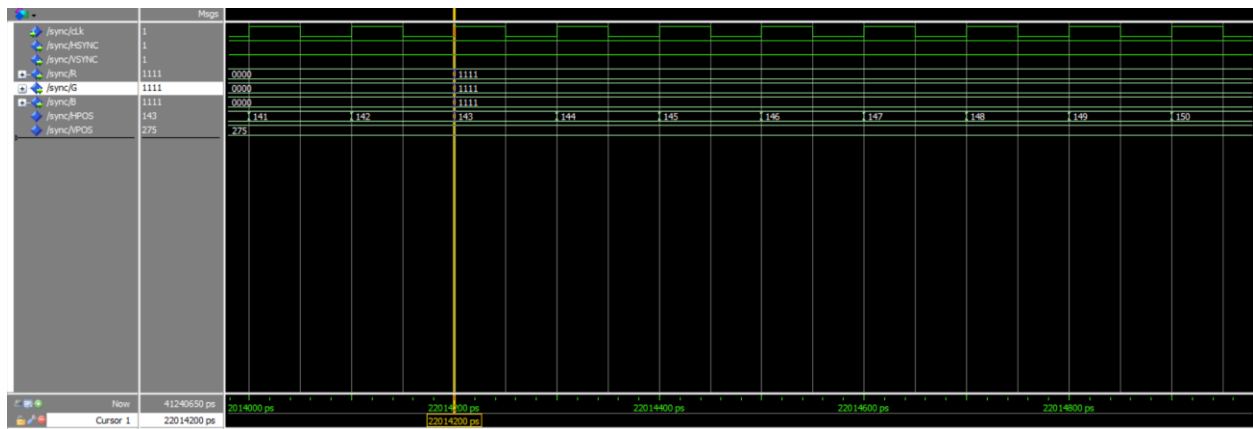 Msgs
/sync/cLk 1
/sync/HSYNC 1
/sync/VSYNC 1
/sync/R 1111 0000 1111
/sync/G 1111 0000 1111
/sync/B 1111 0000 1111
/sync/HPOS 143 141 142 143 144 145 146 147 148 149 150
/sync/VPOS 275 275
Now 41240650 ps 2014000 ps 22014200 ps 22014400 ps 22014600 ps 22014800 ps
Cursor 1 22014200 ps 22014200 ps